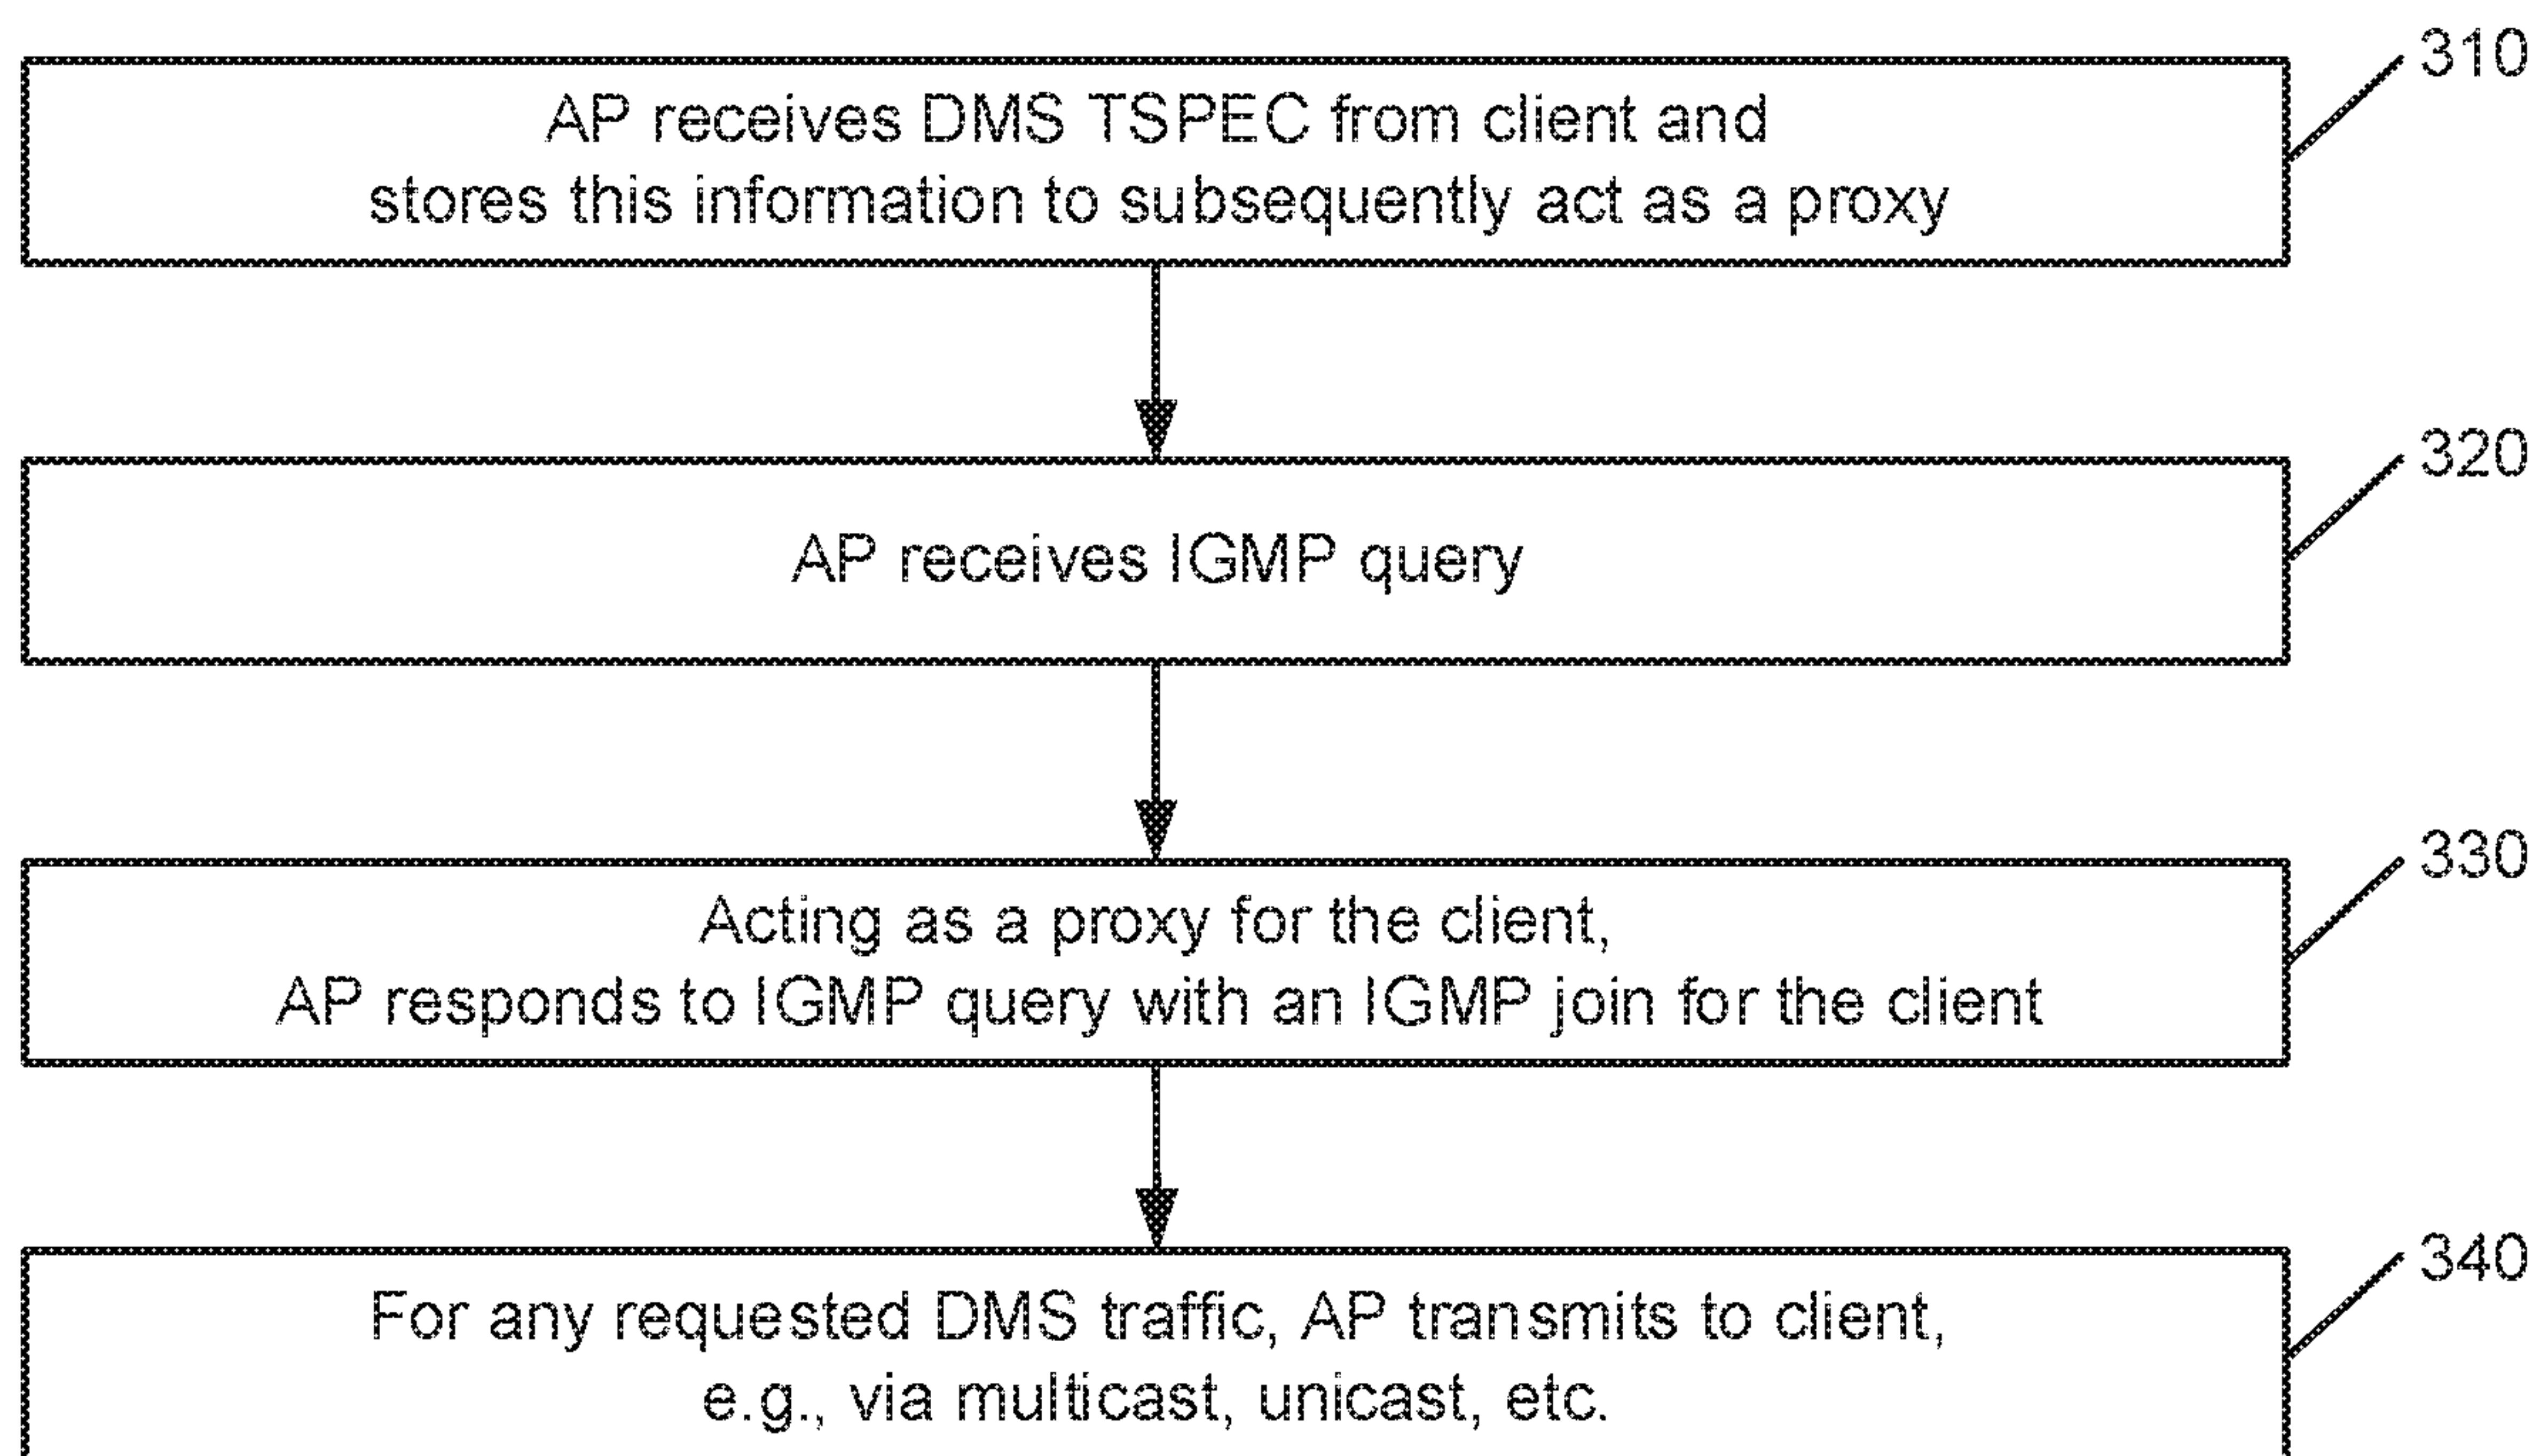 310
AP receives DMS TSPEC from client and
stores this information to subsequently act as a proxy
320
AP receives IGMP query
330
Acting as a proxy for the client,
AP responds to IGMP query with an IGMP join for the client
340
For any requested DMS traffic, AP transmits to client,
e.g., via multicast, unicast, etc.